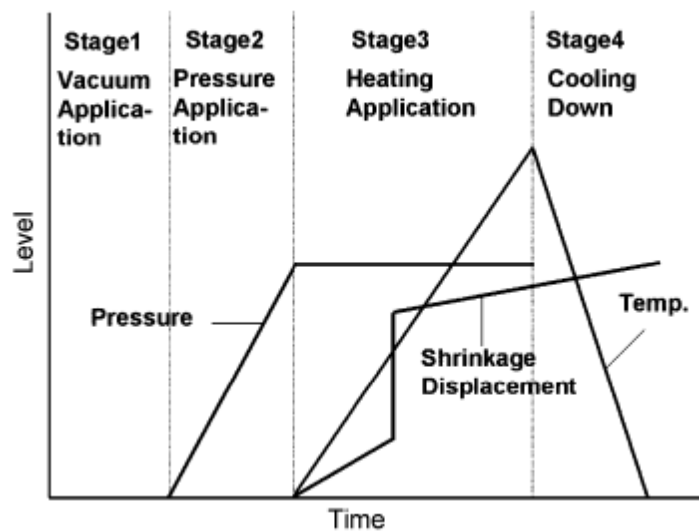 Stage1
Vacuum
Applica-
tion
Stage2
Pressure
Applica-
tion
Stage3
Heating
Application
Stage4
Cooling
Down
Level
Pressure
Shrinkage
Displacement
Temp.
Time